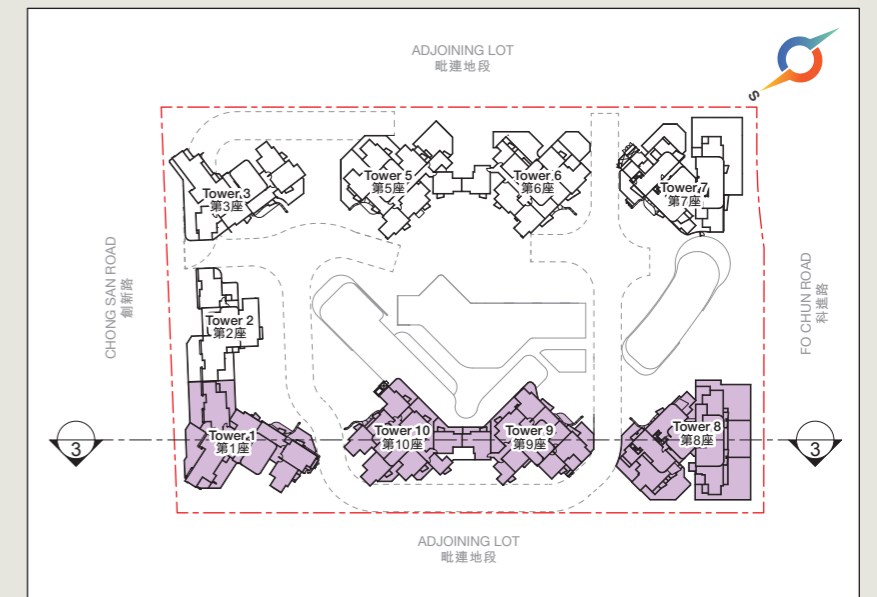 ADJOINING LOT
毗連地段
S
Tower 3
第3座
Tower 5
第5座
Tower 6
第6座
Tower 7
第7座
CHONG SAN ROAD
創新路
FO CHUN ROAD
科進路
Tower 2
第2座
Tower 1
第1座
Tower 10
第10座
Tower 9
第9座
Tower 8
第8座
3
3
ADJOINING LOT
毗連地段